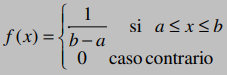 f(x) = { 1/(b−a) si a ≤ x ≤ b
0 caso contrario